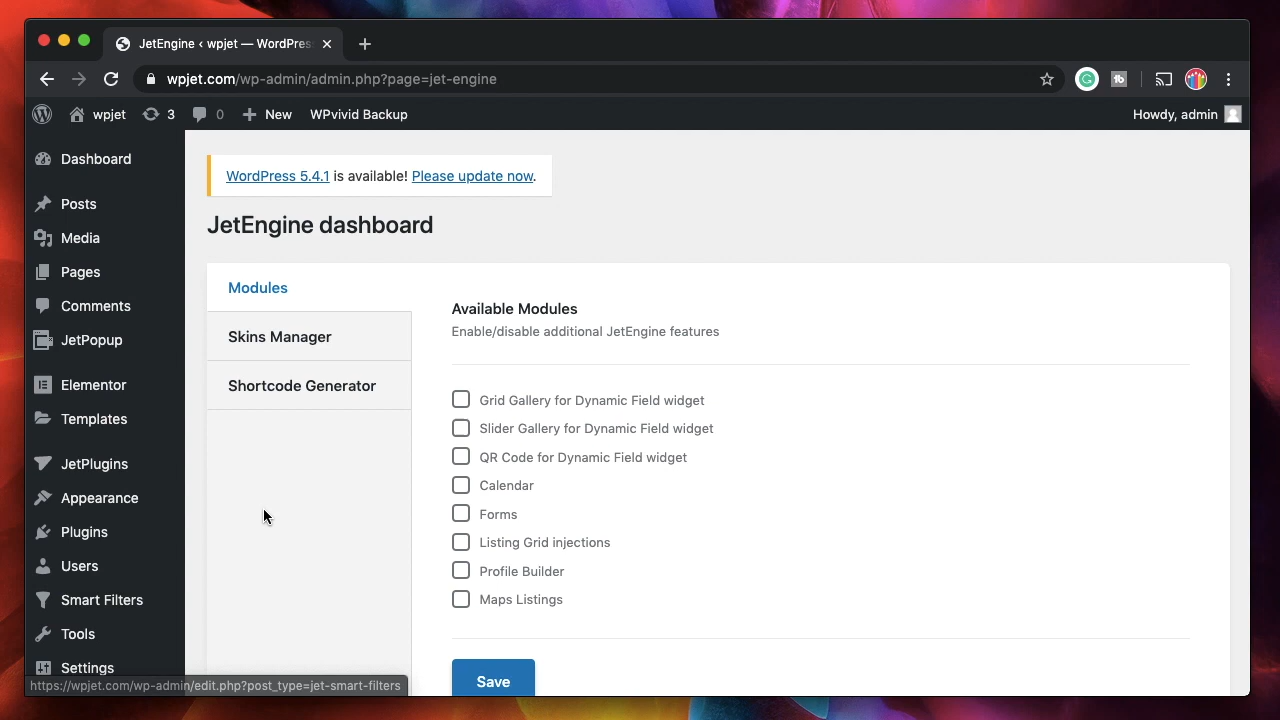 JetEngine ‹ wpjet — WordPres
wpjet.com/wp-admin/admin.php?page=jet-engine
wpjet 3 0 New WPvivid Backup Howdy, admin
Dashboard
Posts
Media
Pages
Comments
JetPopup
Elementor
Templates
JetPlugins
Appearance
Plugins
Users
Smart Filters
Tools
Settings
https://wpjet.com/wp-admin/edit.php?post_type=jet-smart-filters
WordPress 5.4.1 is available! Please update now.
JetEngine dashboard
Modules
Skins Manager
Shortcode Generator
Available Modules
Enable/disable additional JetEngine features
Grid Gallery for Dynamic Field widget
Slider Gallery for Dynamic Field widget
QR Code for Dynamic Field widget
Calendar
Forms
Listing Grid injections
Profile Builder
Maps Listings
Save